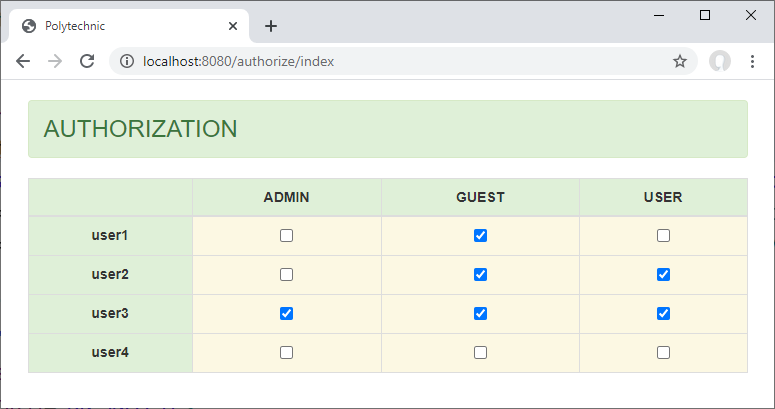 Polytechnic
localhost:8080/authorize/index
AUTHORIZATION
ADMIN GUEST USER
user1
user2
user3
user4